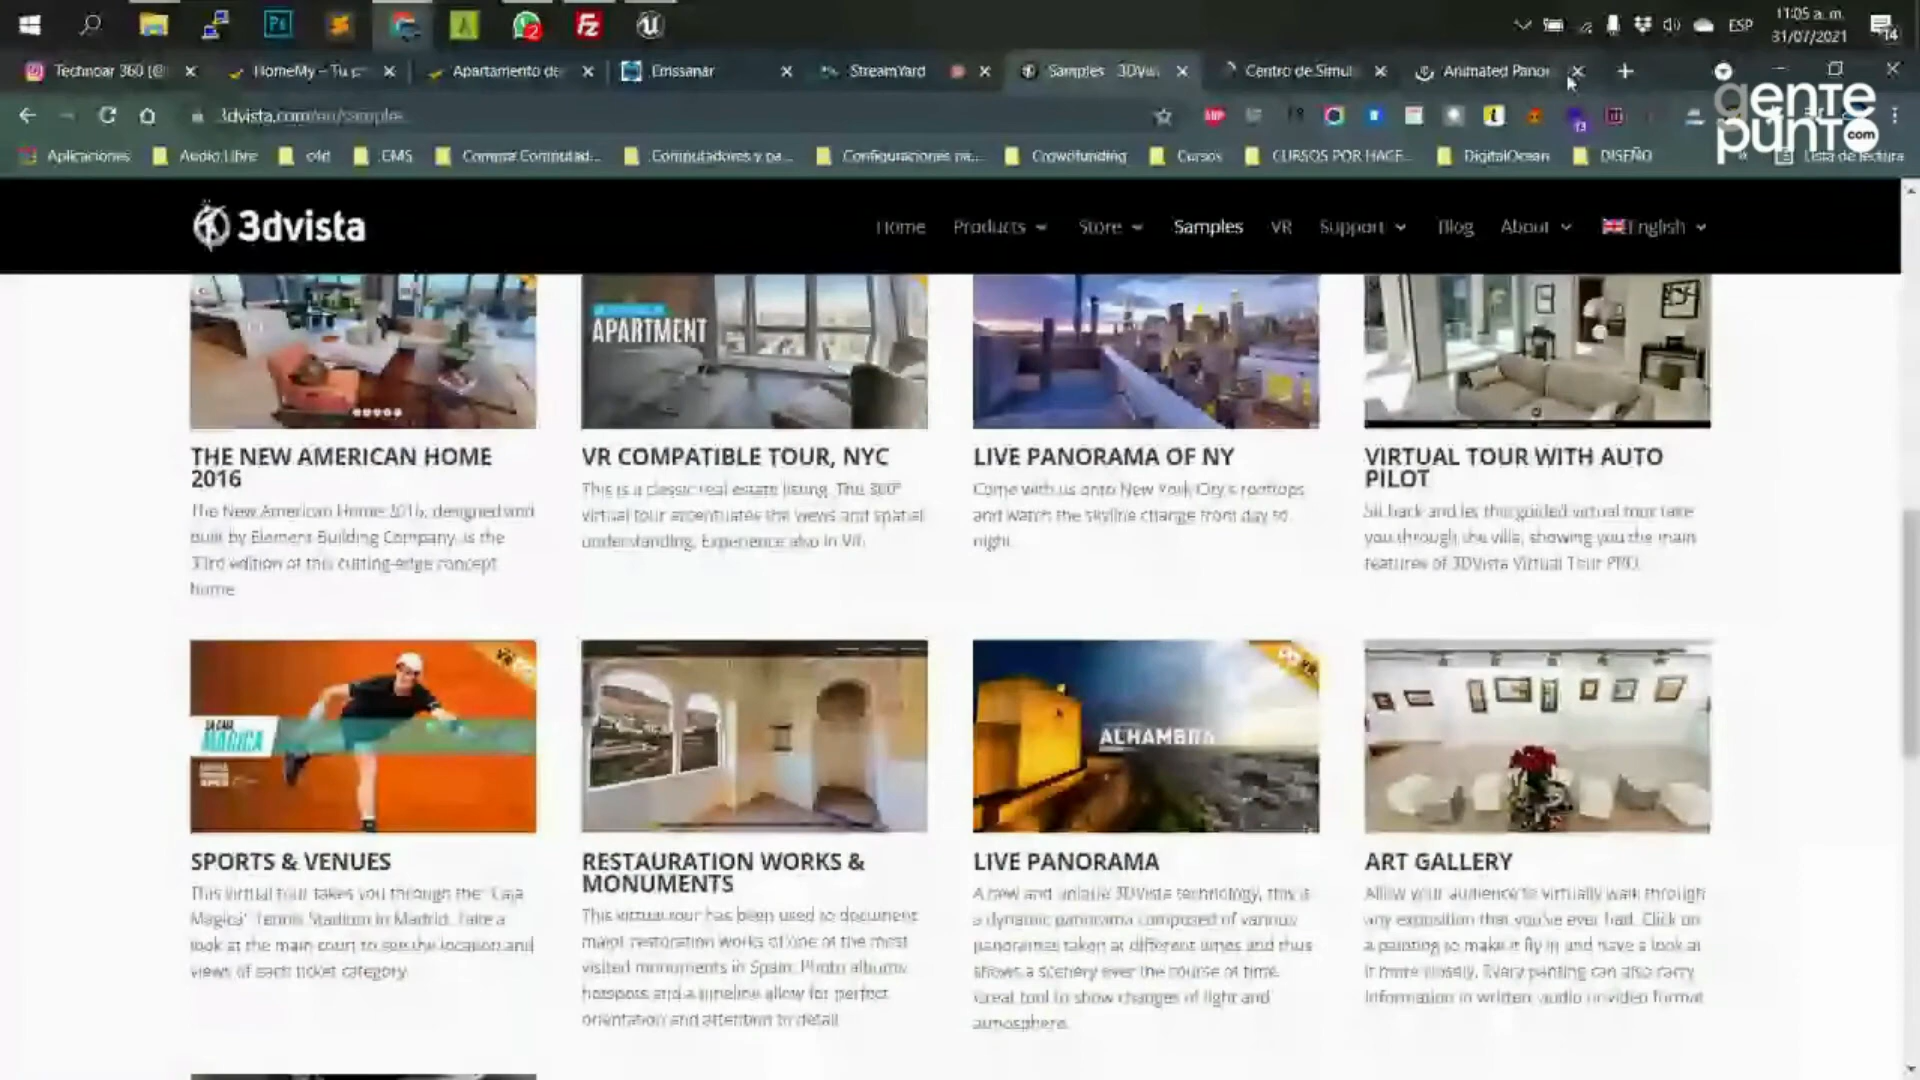 11:05 a. m.
ESP
31/07/2021
14
2
Technoar 360 (@
HomeMy – Tu p
Apartamento de
Emssanar
StreamYard
Samples 3DVis
Centro de Simul
Animated Panor
gente
punto
.com
3dvista.com/en/samples
ABP
13
Aplicaciones
Audio Libre
old
.CMS
Compra Computad...
Computadores y pa...
Configuraciones pa...
Crowdfunding
Cursos
CURSOS POR HACE...
DigitalOcean
DISEÑO
»
Lista de lectura
3dvista
Home
Products
Store
Samples
VR
Support
Blog
About
English
APARTMENT
THE NEW AMERICAN HOME
2016
The New American Home 2016, designed and
built by Element Building Company, is the
33rd edition of this cutting-edge concept
home.
VR COMPATIBLE TOUR, NYC
This is a classic real estate listing. This 360º
virtual tour accentuates the views and spatial
understanding. Experience also in VR.
LIVE PANORAMA OF NY
Come with us onto New York City's rooftops
and watch the skyline change from day to
night.
VIRTUAL TOUR WITH AUTO
PILOT
Sit back and let this guided virtual tour take
you through the villa, showing you the main
features of 3DVista Virtual Tour PRO.
LA CAJA
MAGICA
ALHAMBRA
SPORTS & VENUES
This virtual tour takes you through the "Caja
Magica" Tennis Stadium in Madrid. Take a
look at the main court to see the location and
views of each ticket category.
RESTAURATION WORKS &
MONUMENTS
This virtual tour has been used to document
major restoration works of one of the most
visited monuments in Spain. Photo albums,
hotspots and a timeline allow for perfect
orientation and attention to detail.
LIVE PANORAMA
A new and unique 3DVista technology, this is
a dynamic panorama composed of various
panoramas taken at different times and thus
shows a scenery over the course of time.
Great tool to show changes of light and
atmosphere.
ART GALLERY
Allow your audience to virtually walk through
any exposition that you've ever had. Click on
a painting to make it fly in and have a look at
it more closely. Every painting can also carry
information in written, audio or video format.